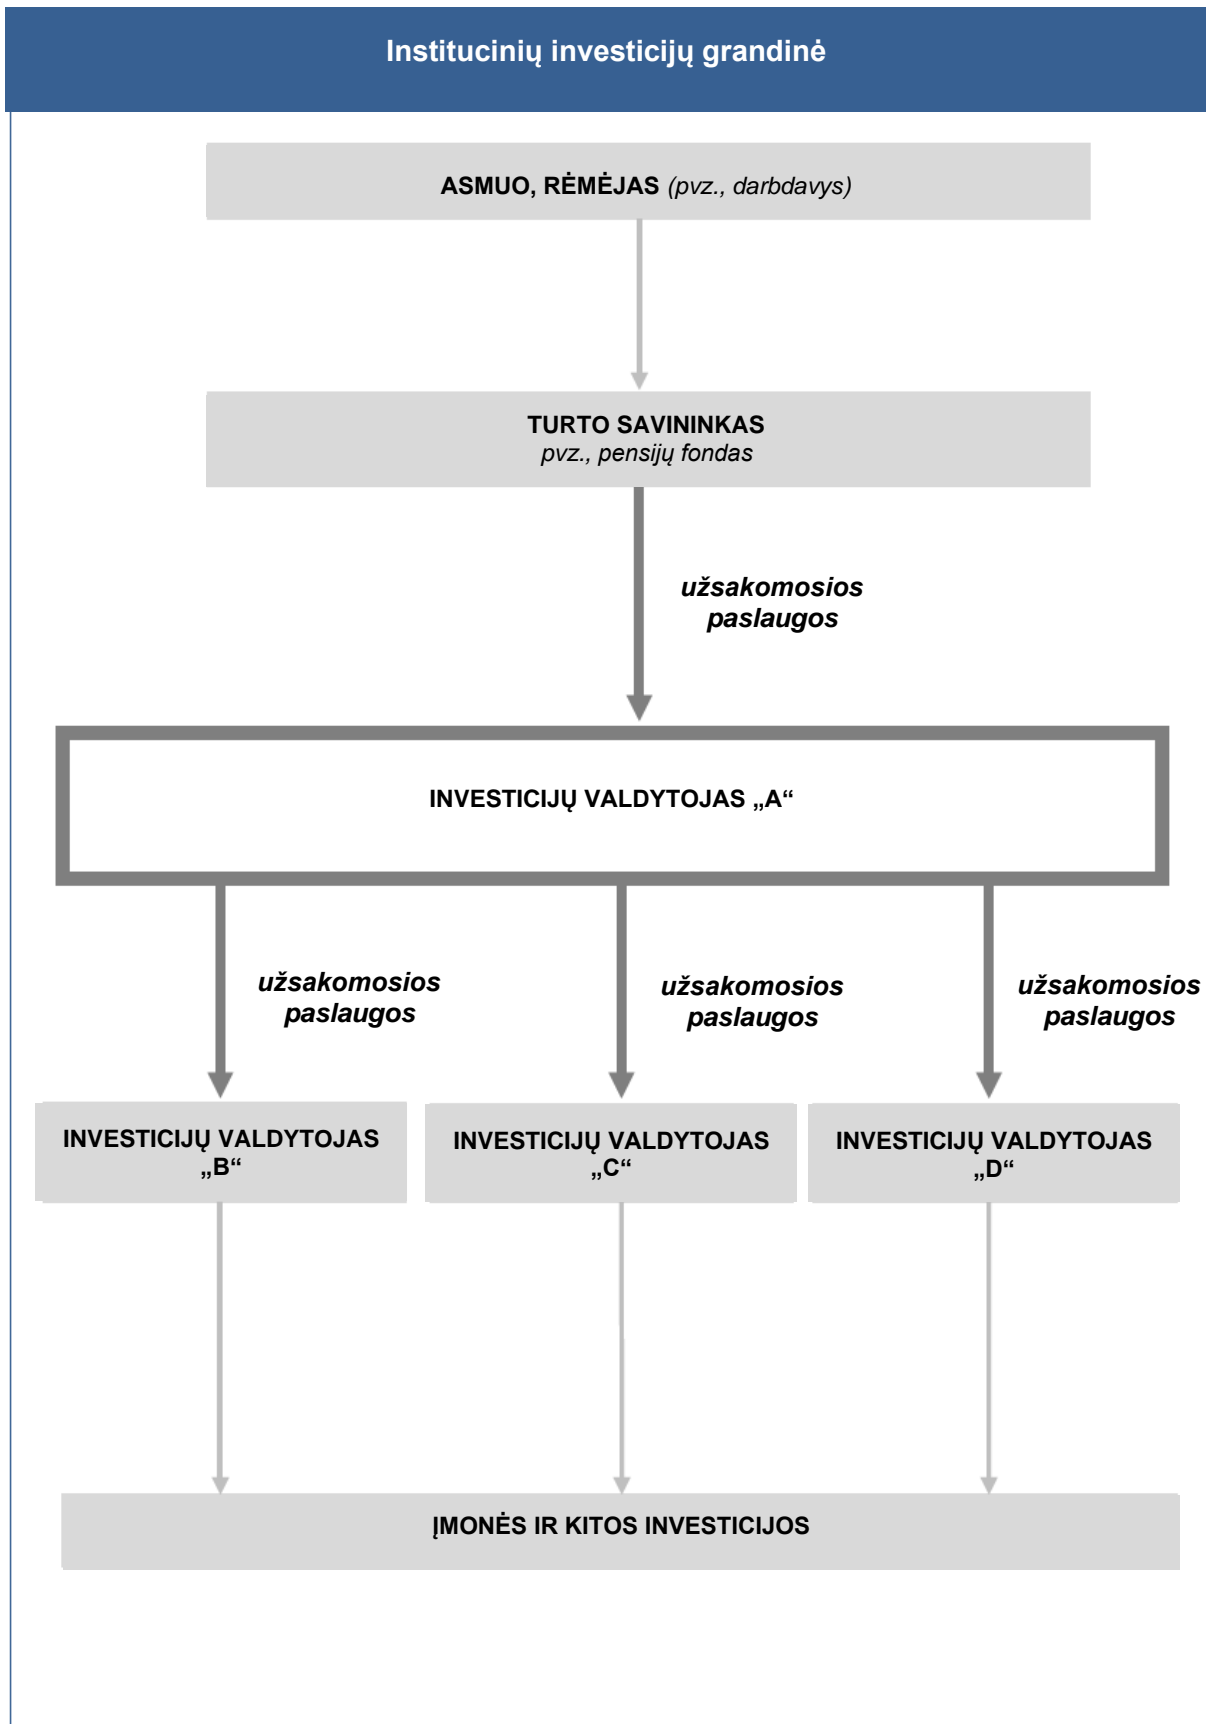 Institucinių investicijų grandinė
ASMUO, RĖMĖJAS (pvz., darbdavys)
TURTO SAVININKAS
pvz., pensijų fondas
užsakomosios
paslaugos
INVESTICIJŲ VALDYTOJAS „A“
užsakomosios
paslaugos
užsakomosios
paslaugos
užsakomosios
paslaugos
INVESTICIJŲ VALDYTOJAS
„B“
INVESTICIJŲ VALDYTOJAS
„C“
INVESTICIJŲ VALDYTOJAS
„D“
ĮMONĖS IR KITOS INVESTICIJOS